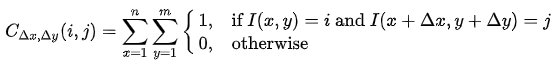 C_{\Delta x,\Delta y}(i,j) = \sum_{x=1}^{n} \sum_{y=1}^{m} \begin{cases} 1, & \text{if } I(x,y) = i \text{ and } I(x + \Delta x, y + \Delta y) = j \\ 0, & \text{otherwise} \end{cases}